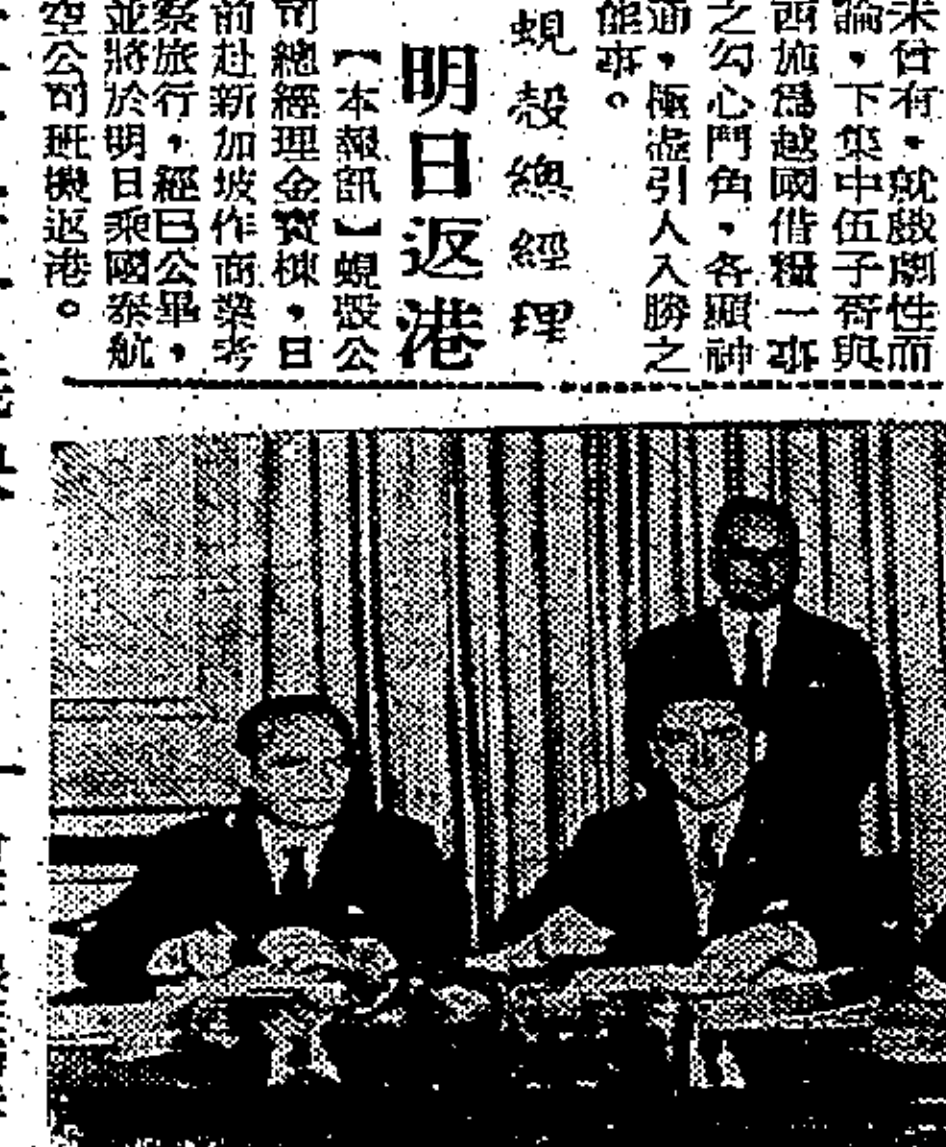 未曾有，就戲劇性而
論，下集中伍子胥與
西施爲越國借糧一事
之勾心鬥角，各顯神
通，極盡引人入勝之
能事。
蜆殼總經理
明日返港
【本報訊】蜆殼公
司總經理金寶棟，日
前赴新加坡作商業考
察旅行，經已公畢，
並將於明日乘國泰航
空公司班機返港。